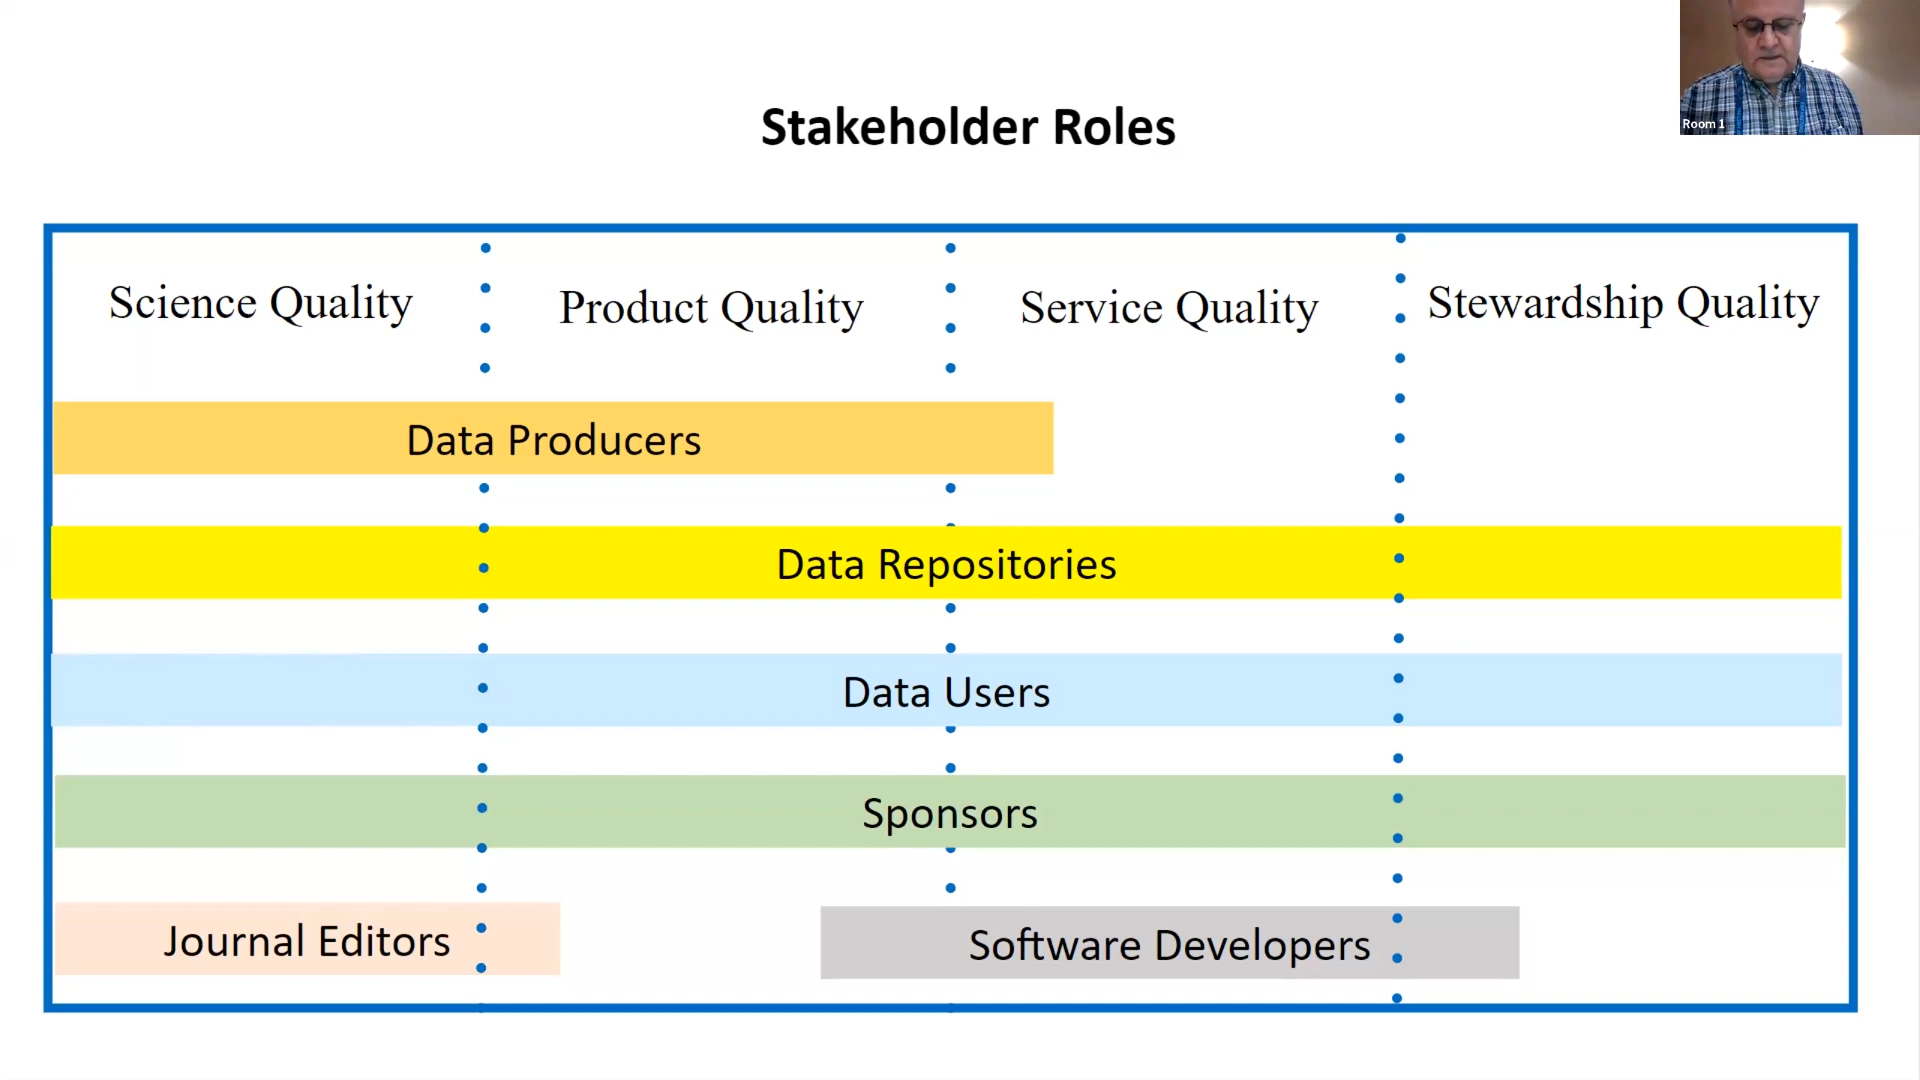 Room 1
Stakeholder Roles
Science Quality
Product Quality
Service Quality
Stewardship Quality
Data Producers
Data Repositories
Data Users
Sponsors
Journal Editors
Software Developers